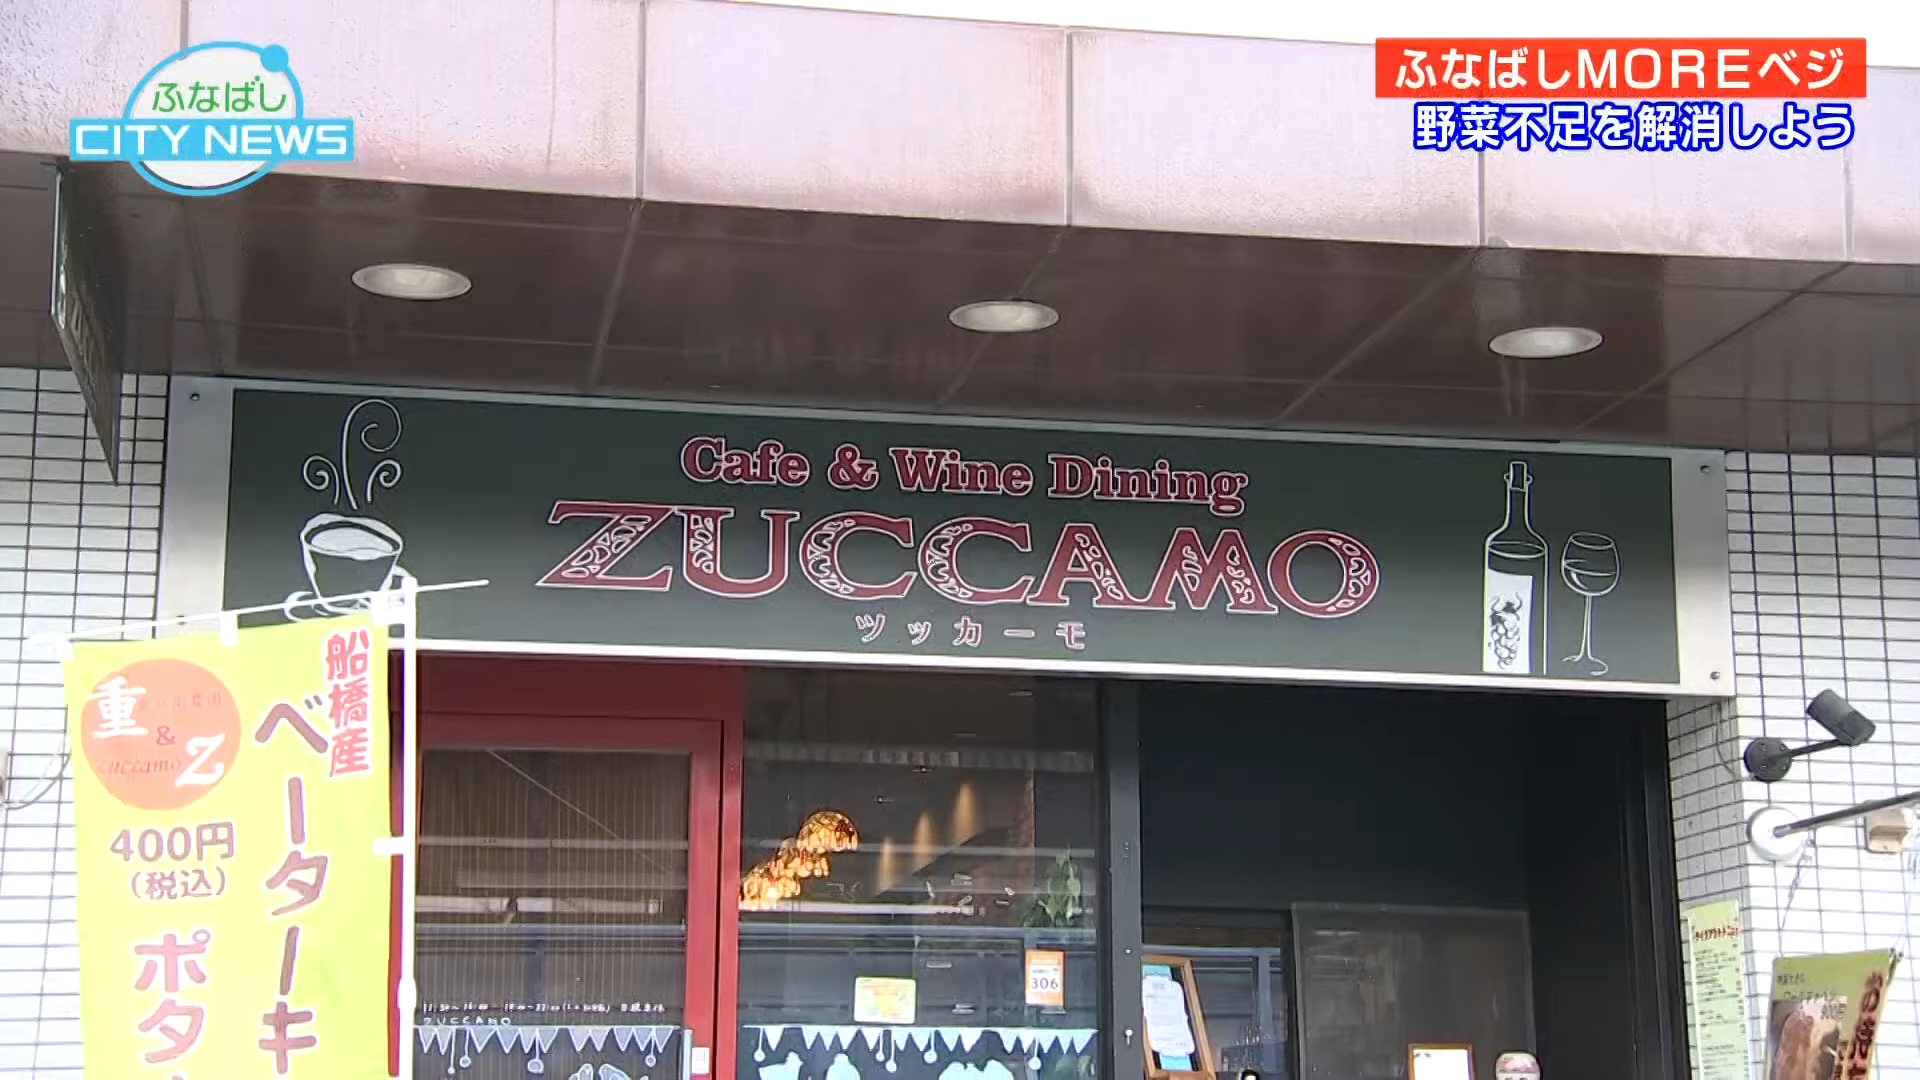 ふなばし
CITY NEWS
ふなばしMOREベジ
野菜不足を解消しよう
Cafe & Wine Dining
ZUCCAMO
ツッカーモ
船橋産
ベーターキ
重
&
zuccamo Z
400円
(税込)
ポタ
306
ZUCCAMO